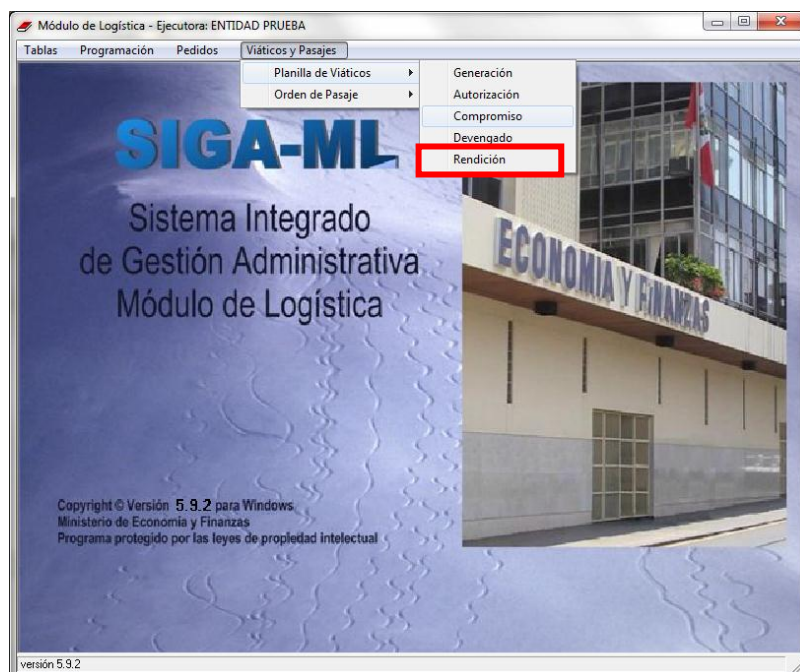 Módulo de Logística - Ejecutora: ENTIDAD PRUEBA
Tablas Programación Pedidos Viáticos y Pasajes
Planilla de Viáticos
Orden de Pasaje
Generación
Autorización
Compromiso
Devengado
Rendición
SIGA-ML
Sistema Integrado
de Gestión Administrativa
Módulo de Logística
ECONOMIA Y FINANZAS
Copyright © Versión 5.9.2 para Windows
Ministerio de Economía y Finanzas
Programa protegido por las leyes de propiedad intelectual
versión 5.9.2